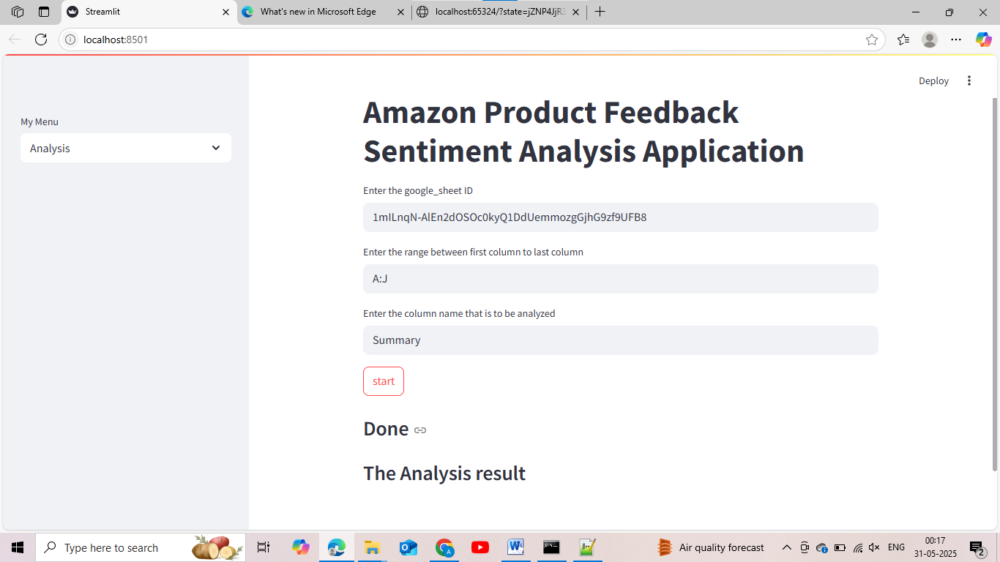 Streamlit
What's new in Microsoft Edge
localhost:65324/?state=jZNP4JjR3
localhost:8501
Deploy
My Menu
Analysis
Amazon Product Feedback
Sentiment Analysis Application
Enter the google_sheet ID
1mILnqN-AlEn2dOSOc0kyQ1DdUemmozgGjhG9zf9UFB8
Enter the range between first column to last column
A:J
Enter the column name that is to be analyzed
Summary
start
Done
The Analysis result
Type here to search
Air quality forecast
ENG
00:17
31-05-2025
2